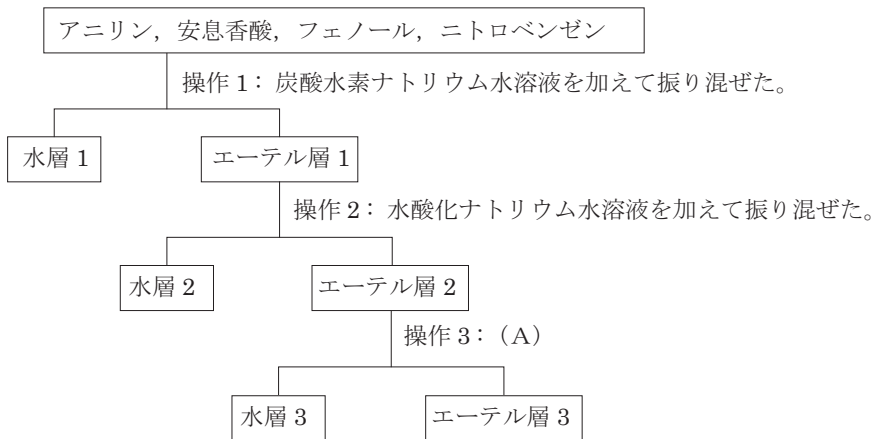 アニリン，安息香酸，フェノール，ニトロベンゼン
操作 1： 炭酸水素ナトリウム水溶液を加えて振り混ぜた。
水層 1
エーテル層 1
操作 2： 水酸化ナトリウム水溶液を加えて振り混ぜた。
水層 2
エーテル層 2
操作 3：（A）
水層 3
エーテル層 3